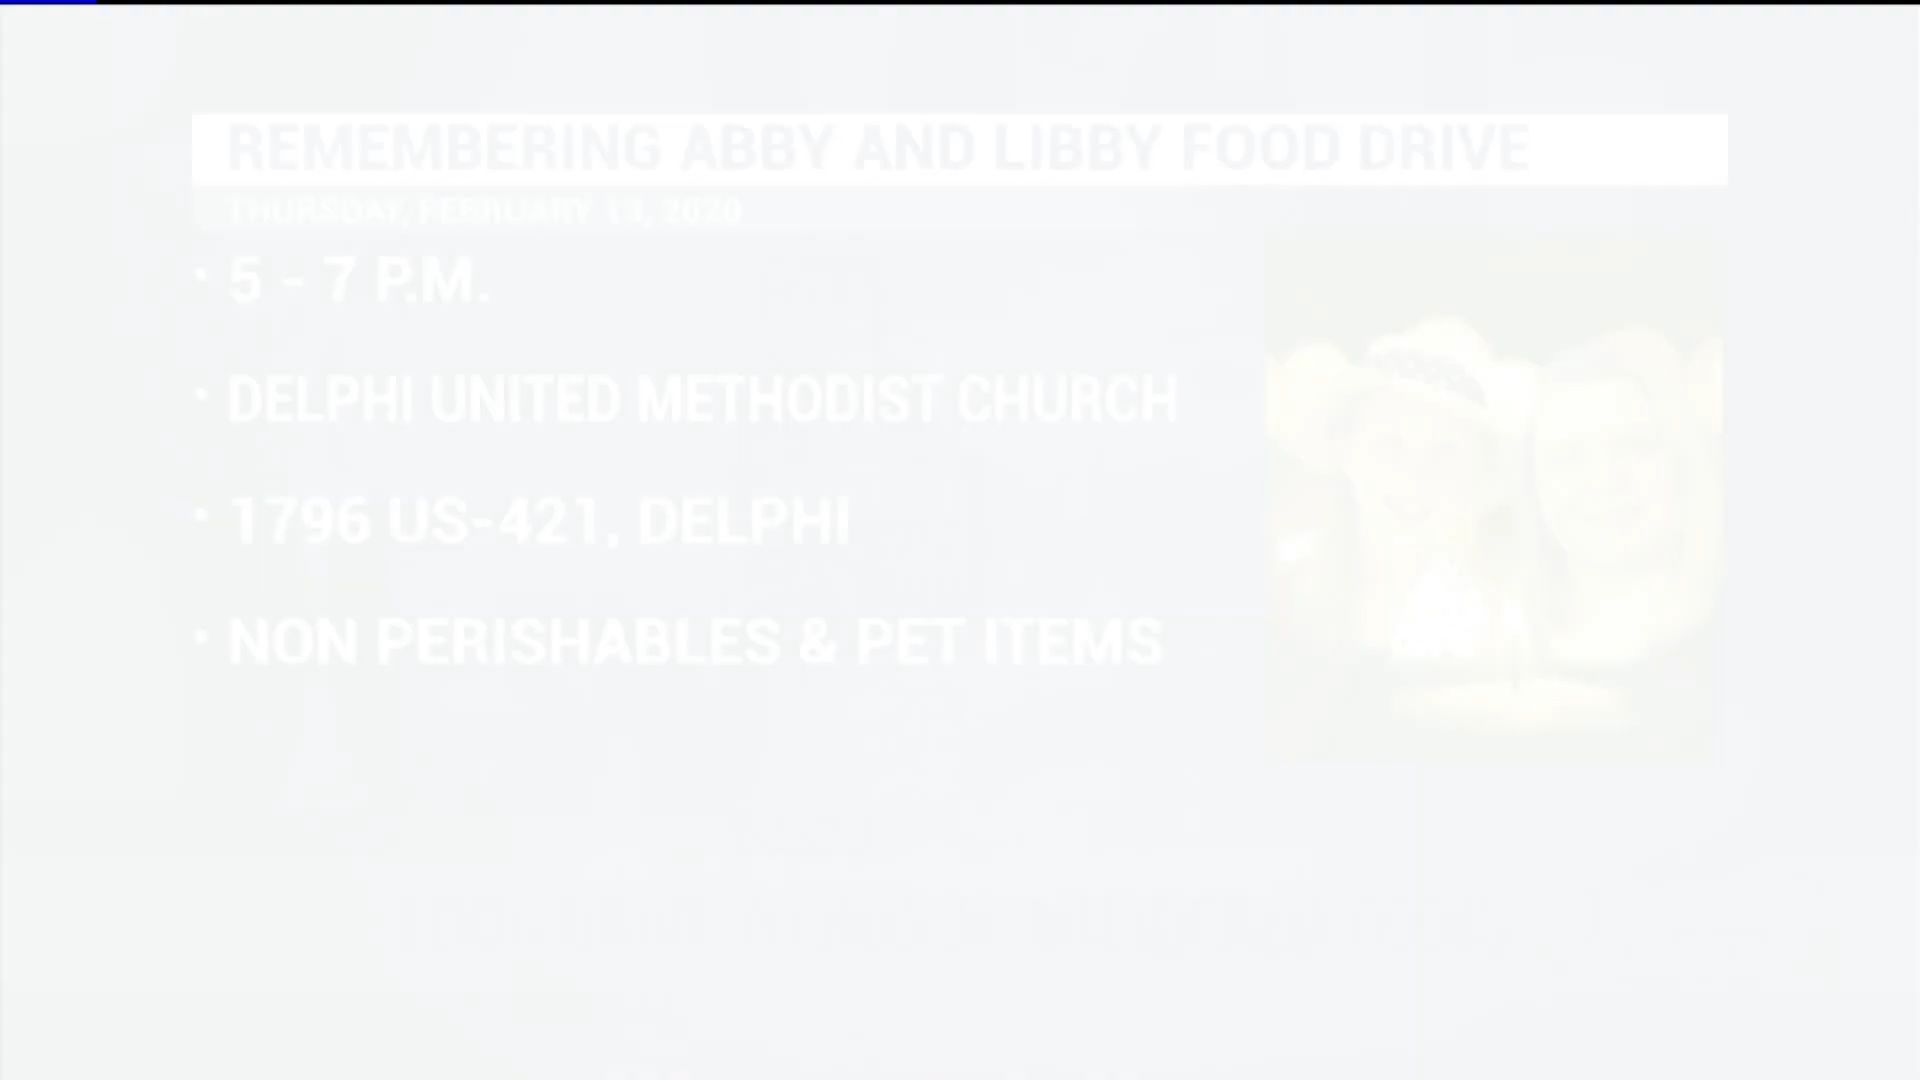 REMEMBERING ABBY AND LIBBY FOOD DRIVE
THURSDAY, FEBRUARY 13, 2020
• 5 - 7 P.M.
• DELPHI UNITED METHODIST CHURCH
• 1796 US-421, DELPHI
• NON PERISHABLES & PET ITEMS